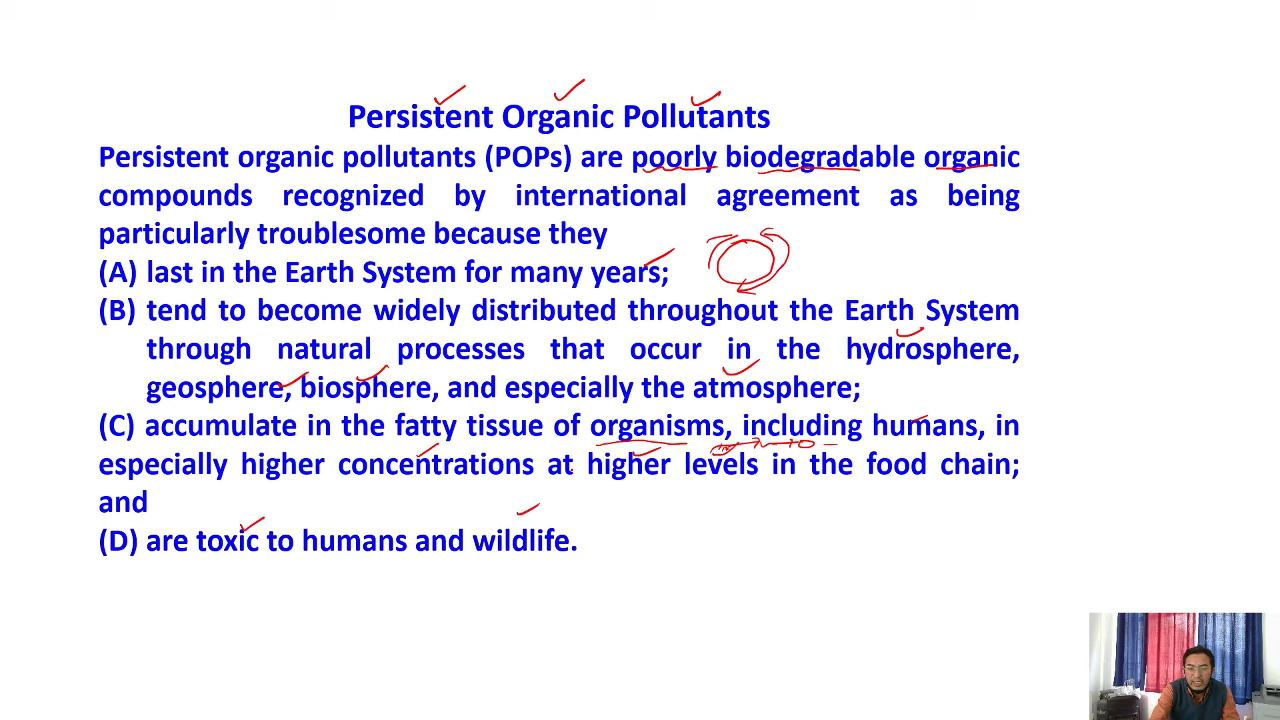 Persistent Organic Pollutants
Persistent organic pollutants (POPs) are poorly biodegradable organic
compounds recognized by international agreement as being
particularly troublesome because they
(A) last in the Earth System for many years;
(B) tend to become widely distributed throughout the Earth System
through natural processes that occur in the hydrosphere,
geosphere, biosphere, and especially the atmosphere;
(C) accumulate in the fatty tissue of organisms, including humans, in
especially higher concentrations at higher levels in the food chain;
and
(D) are toxic to humans and wildlife.